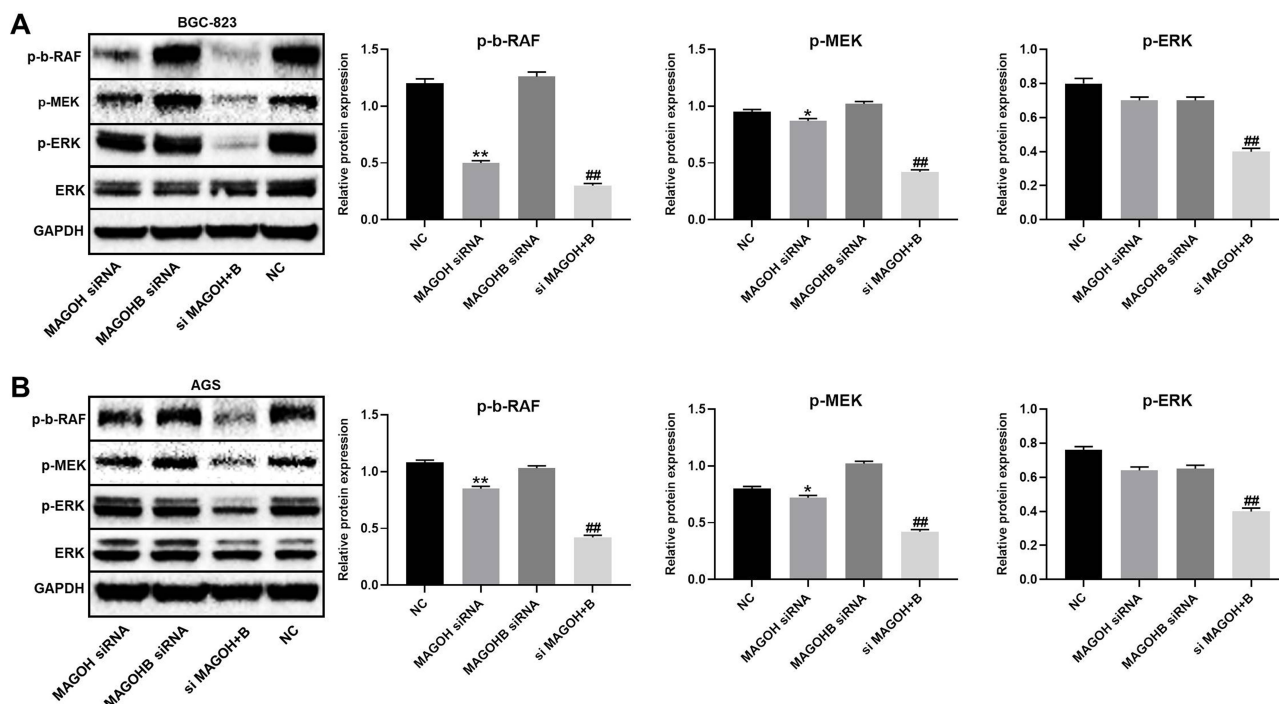 A
BGC-823
p-b-RAF
p-MEK
p-ERK
ERK
GAPDH
MAGOH siRNA
MAGOHB siRNA
si MAGOH+B
NC
p-b-RAF
Relative protein expression
1.5
1.0
0.5
0.0
**
##
NC
MAGOH siRNA
MAGOHB siRNA
si MAGOH+B
p-MEK
Relative protein expression
1.5
1.0
0.5
0.0
*
##
NC
MAGOH siRNA
MAGOHB siRNA
si MAGOH+B
p-ERK
Relative protein expression
1.0
0.8
0.6
0.4
0.2
0.0
##
NC
MAGOH siRNA
MAGOHB siRNA
si MAGOH+B
B
AGS
p-b-RAF
p-MEK
p-ERK
ERK
GAPDH
MAGOH siRNA
MAGOHB siRNA
si MAGOH+B
NC
p-b-RAF
Relative protein expression
1.5
1.0
0.5
0.0
**
##
NC
MAGOH siRNA
MAGOHB siRNA
si MAGOH+B
p-MEK
Relative protein expression
1.5
1.0
0.5
0.0
*
##
NC
MAGOH siRNA
MAGOHB siRNA
si MAGOH+B
p-ERK
Relative protein expression
1.0
0.8
0.6
0.4
0.2
0.0
##
NC
MAGOH siRNA
MAGOHB siRNA
si MAGOH+B